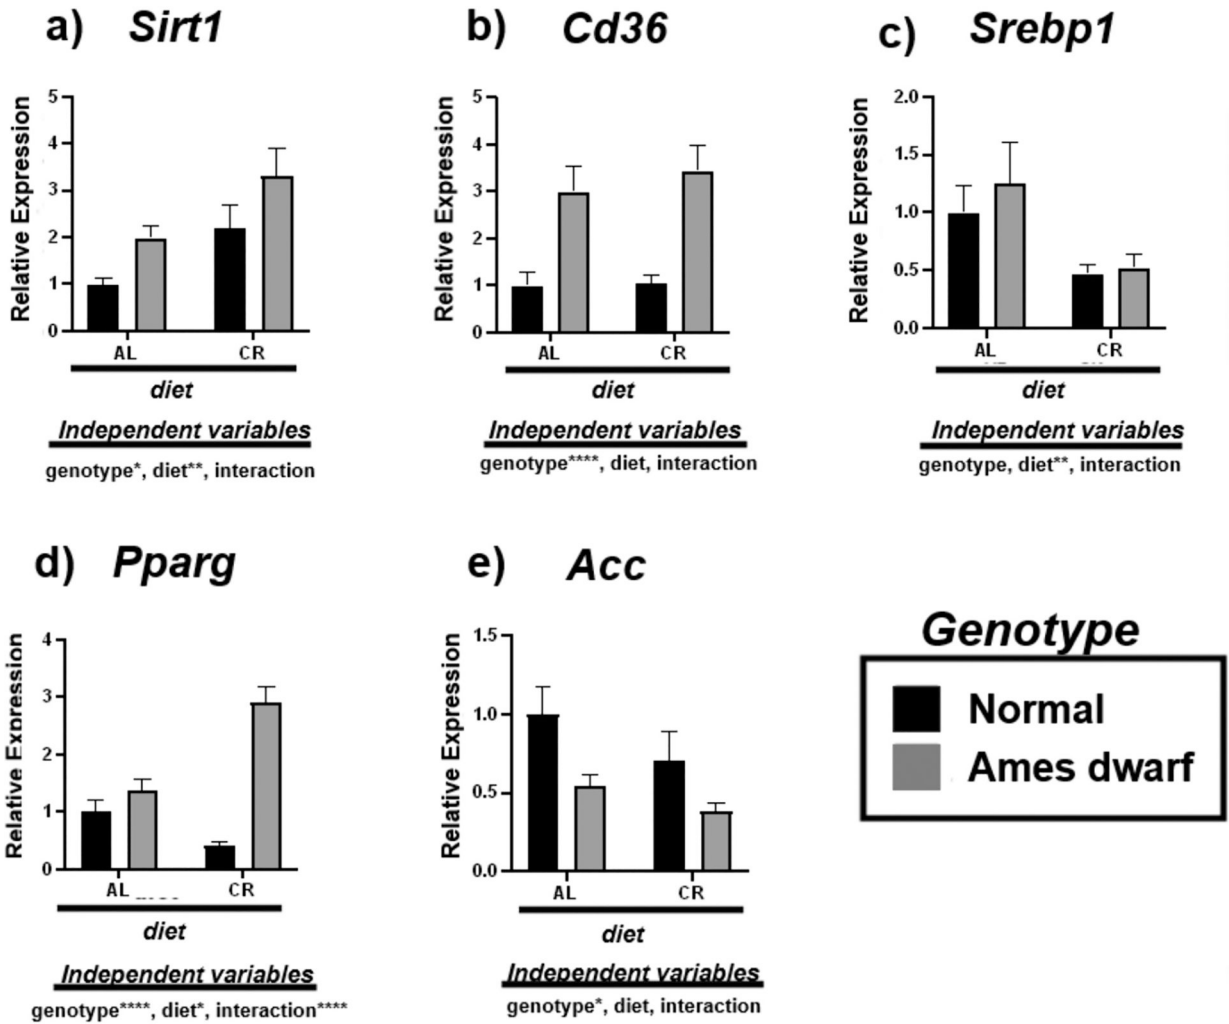 a) Sirt1
Relative Expression
5
4
3
2
1
0
AL CR
diet
Independent variables
genotype*, diet**, interaction
b) Cd36
Relative Expression
5
4
3
2
1
0
AL CR
diet
Independent variables
genotype****, diet, interaction
c) Srebp1
Relative Expression
2.0
1.5
1.0
0.5
0.0
AL CR
diet
Independent variables
genotype, diet**, interaction
d) Pparg
Relative Expression
4
3
2
1
0
AL CR
diet
Independent variables
genotype****, diet*, interaction****
e) Acc
Relative Expression
1.5
1.0
0.5
0.0
AL CR
diet
Independent variables
genotype*, diet, interaction
Genotype
Normal
Ames dwarf